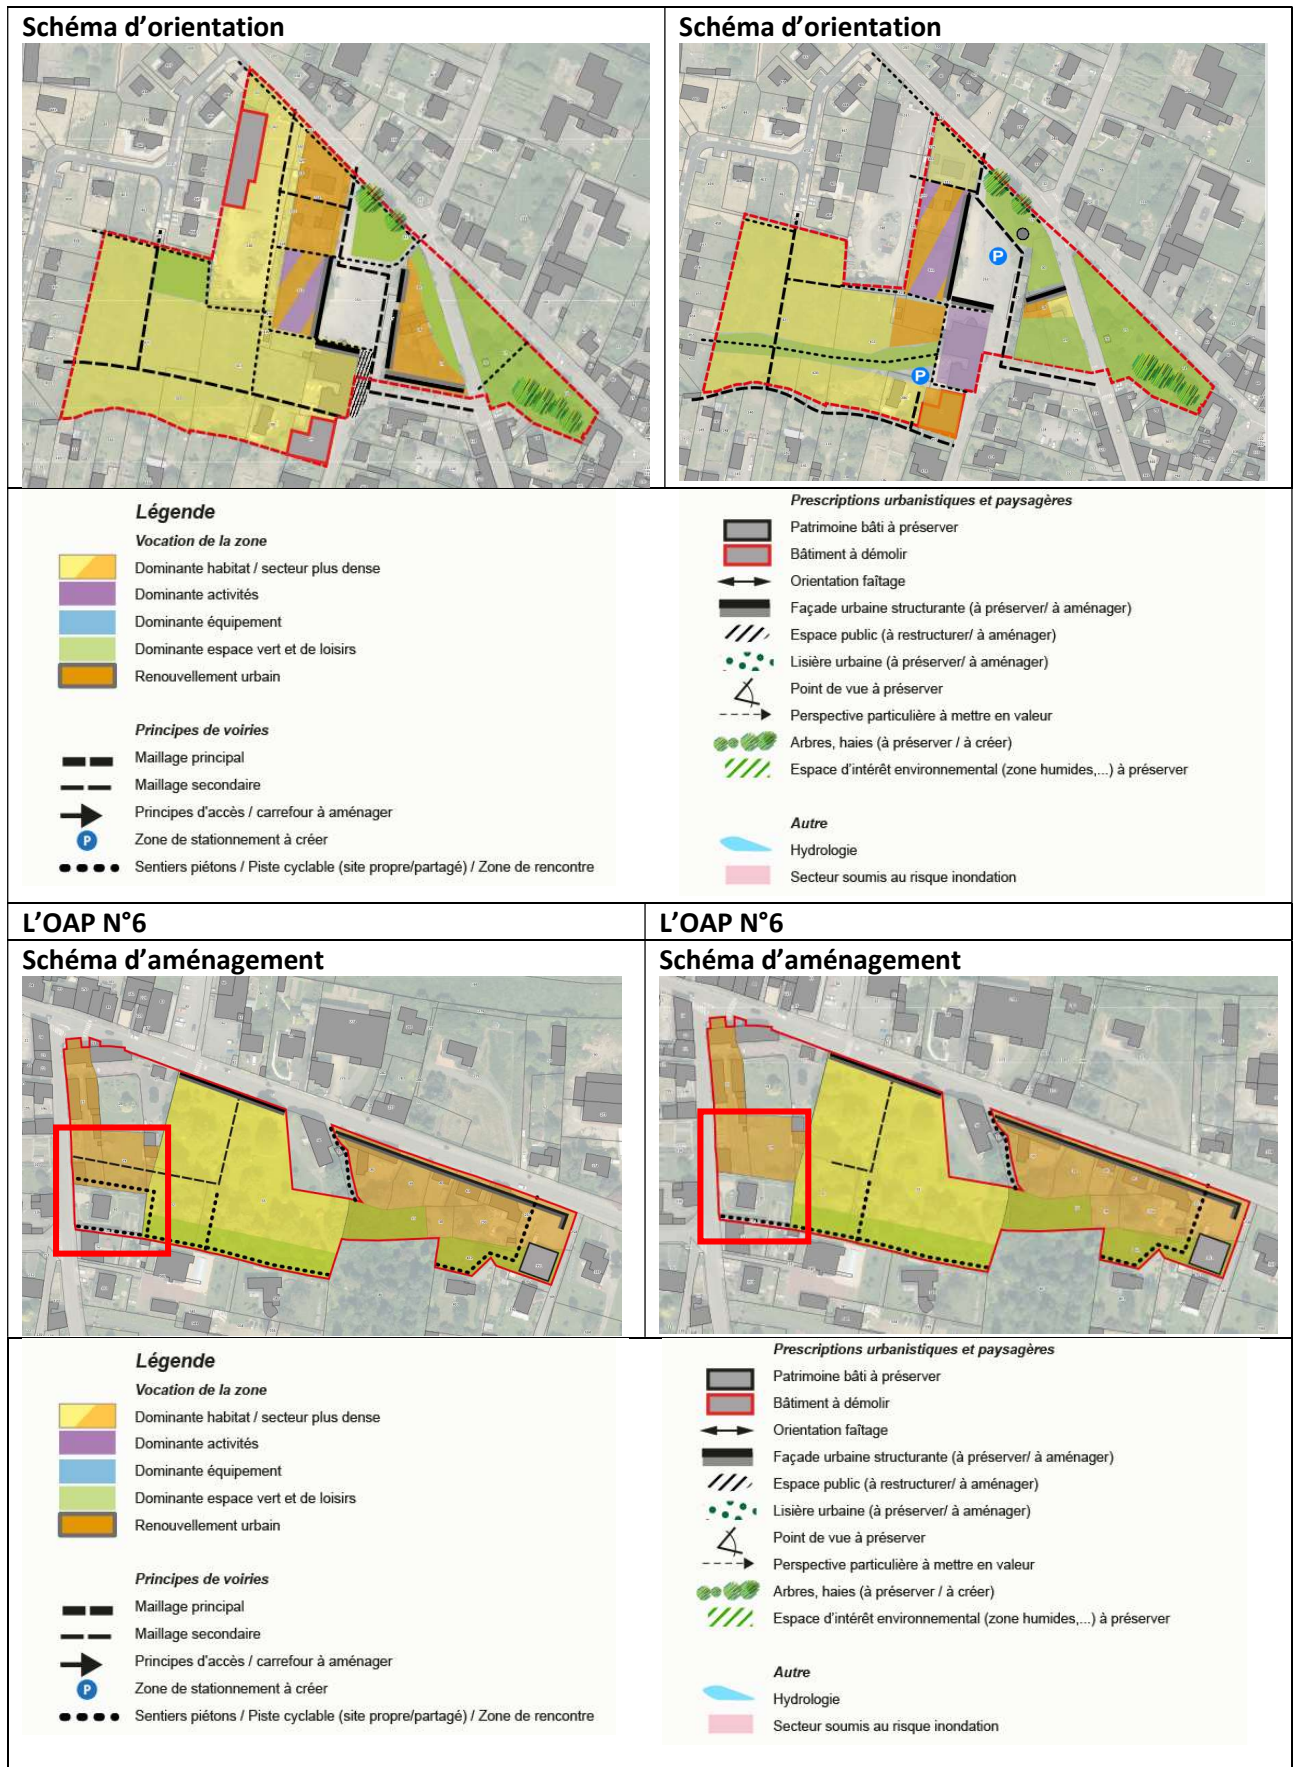 Schéma d’orientation
Schéma d’orientation
P
P
Légende
Vocation de la zone
Dominante habitat / secteur plus dense
Dominante activités
Dominante équipement
Dominante espace vert et de loisirs
Renouvellement urbain
Principes de voiries
Maillage principal
Maillage secondaire
Principes d'accès / carrefour à aménager
P Zone de stationnement à créer
Sentiers piétons / Piste cyclable (site propre/partagé) / Zone de rencontre
Prescriptions urbanistiques et paysagères
Patrimoine bâti à préserver
Bâtiment à démolir
Orientation faîtage
Façade urbaine structurante (à préserver/ à aménager)
Espace public (à restructurer/ à aménager)
Lisière urbaine (à préserver/ à aménager)
Point de vue à préserver
Perspective particulière à mettre en valeur
Arbres, haies (à préserver / à créer)
Espace d'intérêt environnemental (zone humides,...) à préserver
Autre
Hydrologie
Secteur soumis au risque inondation
L’OAP N°6
L’OAP N°6
Schéma d’aménagement
Schéma d’aménagement
Légende
Vocation de la zone
Dominante habitat / secteur plus dense
Dominante activités
Dominante équipement
Dominante espace vert et de loisirs
Renouvellement urbain
Principes de voiries
Maillage principal
Maillage secondaire
Principes d'accès / carrefour à aménager
P Zone de stationnement à créer
Sentiers piétons / Piste cyclable (site propre/partagé) / Zone de rencontre
Prescriptions urbanistiques et paysagères
Patrimoine bâti à préserver
Bâtiment à démolir
Orientation faîtage
Façade urbaine structurante (à préserver/ à aménager)
Espace public (à restructurer/ à aménager)
Lisière urbaine (à préserver/ à aménager)
Point de vue à préserver
Perspective particulière à mettre en valeur
Arbres, haies (à préserver / à créer)
Espace d'intérêt environnemental (zone humides,...) à préserver
Autre
Hydrologie
Secteur soumis au risque inondation